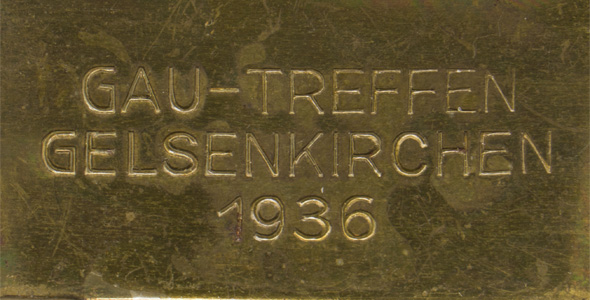 GAU-TREFFEN
GELSENKIRCHEN
1936